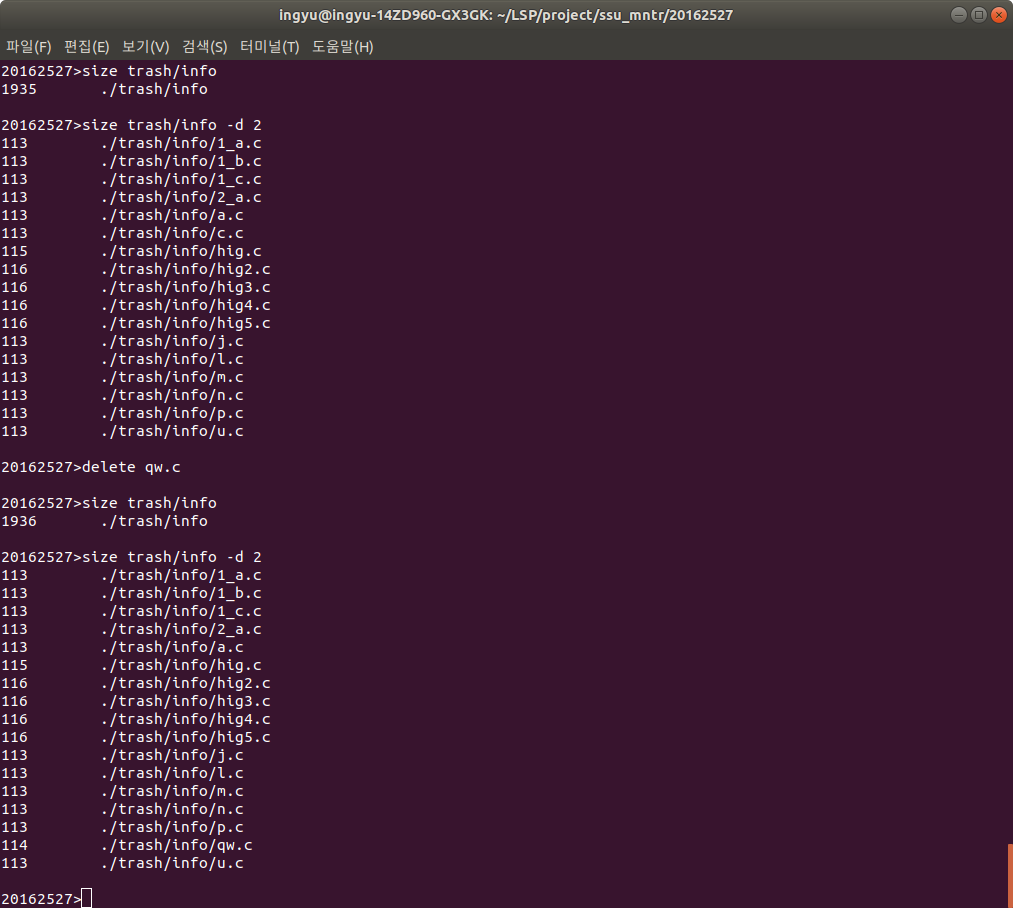 ingyu@ingyu-14ZD960-GX3GK: ~/LSP/project/ssu_mntr/20162527
파일(F) 편집(E) 보기(V) 검색(S) 터미널(T) 도움말(H)
20162527>size trash/info
1935 ./trash/info
20162527>size trash/info -d 2
113 ./trash/info/1_a.c
113 ./trash/info/1_b.c
113 ./trash/info/1_c.c
113 ./trash/info/2_a.c
113 ./trash/info/a.c
113 ./trash/info/c.c
115 ./trash/info/hig.c
116 ./trash/info/hig2.c
116 ./trash/info/hig3.c
116 ./trash/info/hig4.c
116 ./trash/info/hig5.c
113 ./trash/info/j.c
113 ./trash/info/l.c
113 ./trash/info/m.c
113 ./trash/info/n.c
113 ./trash/info/p.c
113 ./trash/info/u.c
20162527>delete qw.c
20162527>size trash/info
1936 ./trash/info
20162527>size trash/info -d 2
113 ./trash/info/1_a.c
113 ./trash/info/1_b.c
113 ./trash/info/1_c.c
113 ./trash/info/2_a.c
113 ./trash/info/a.c
115 ./trash/info/hig.c
116 ./trash/info/hig2.c
116 ./trash/info/hig3.c
116 ./trash/info/hig4.c
116 ./trash/info/hig5.c
113 ./trash/info/j.c
113 ./trash/info/l.c
113 ./trash/info/m.c
113 ./trash/info/n.c
113 ./trash/info/p.c
114 ./trash/info/qw.c
113 ./trash/info/u.c
20162527>